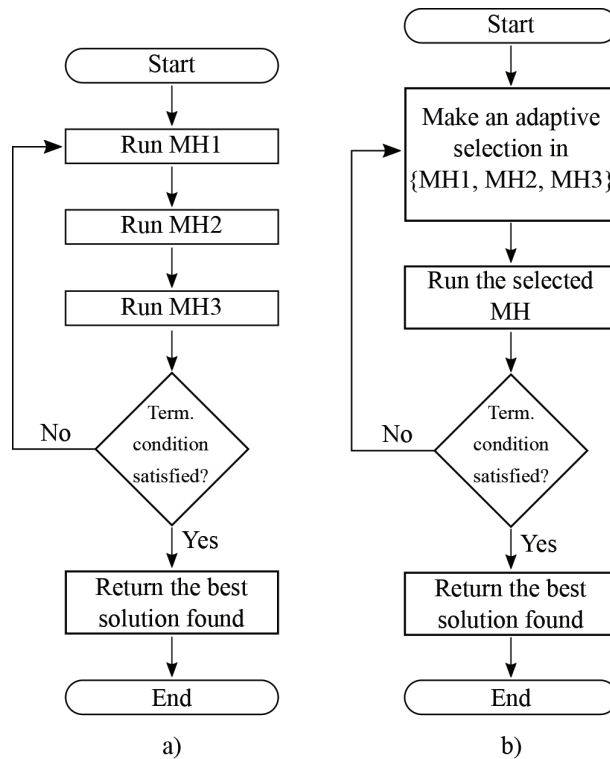 Start
Run MH1
Run MH2
Run MH3
Term.
condition
satisfied?
No
Yes
Return the best
solution found
End
a)
Start
Make an adaptive
selection in
{MH1, MH2, MH3}
Run the selected
MH
Term.
condition
satisfied?
No
Yes
Return the best
solution found
End
b)